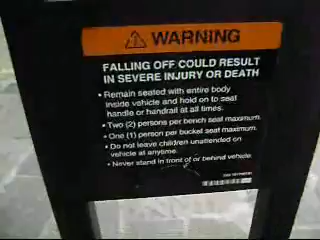 WARNING
FALLING OFF COULD RESULT
IN SEVERE INJURY OR DEATH
• Remain seated with entire body
inside vehicle and hold on to seat
handle or handrail at all times.
• Two (2) persons per bench seat maximum.
• One (1) person per bucket seat maximum.
• Do not leave children unattended on
vehicle at anytime.
• Never stand in front of or behind vehicle.